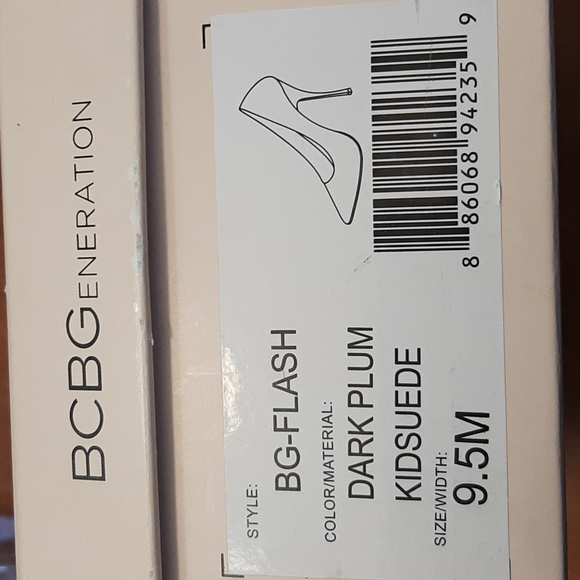 BCBGENERATION
STYLE:
BG-FLASH
COLOR/MATERIAL:
DARK PLUM
KIDSUEDE
SIZE/WIDTH:
9.5M
8 86068 94235 9